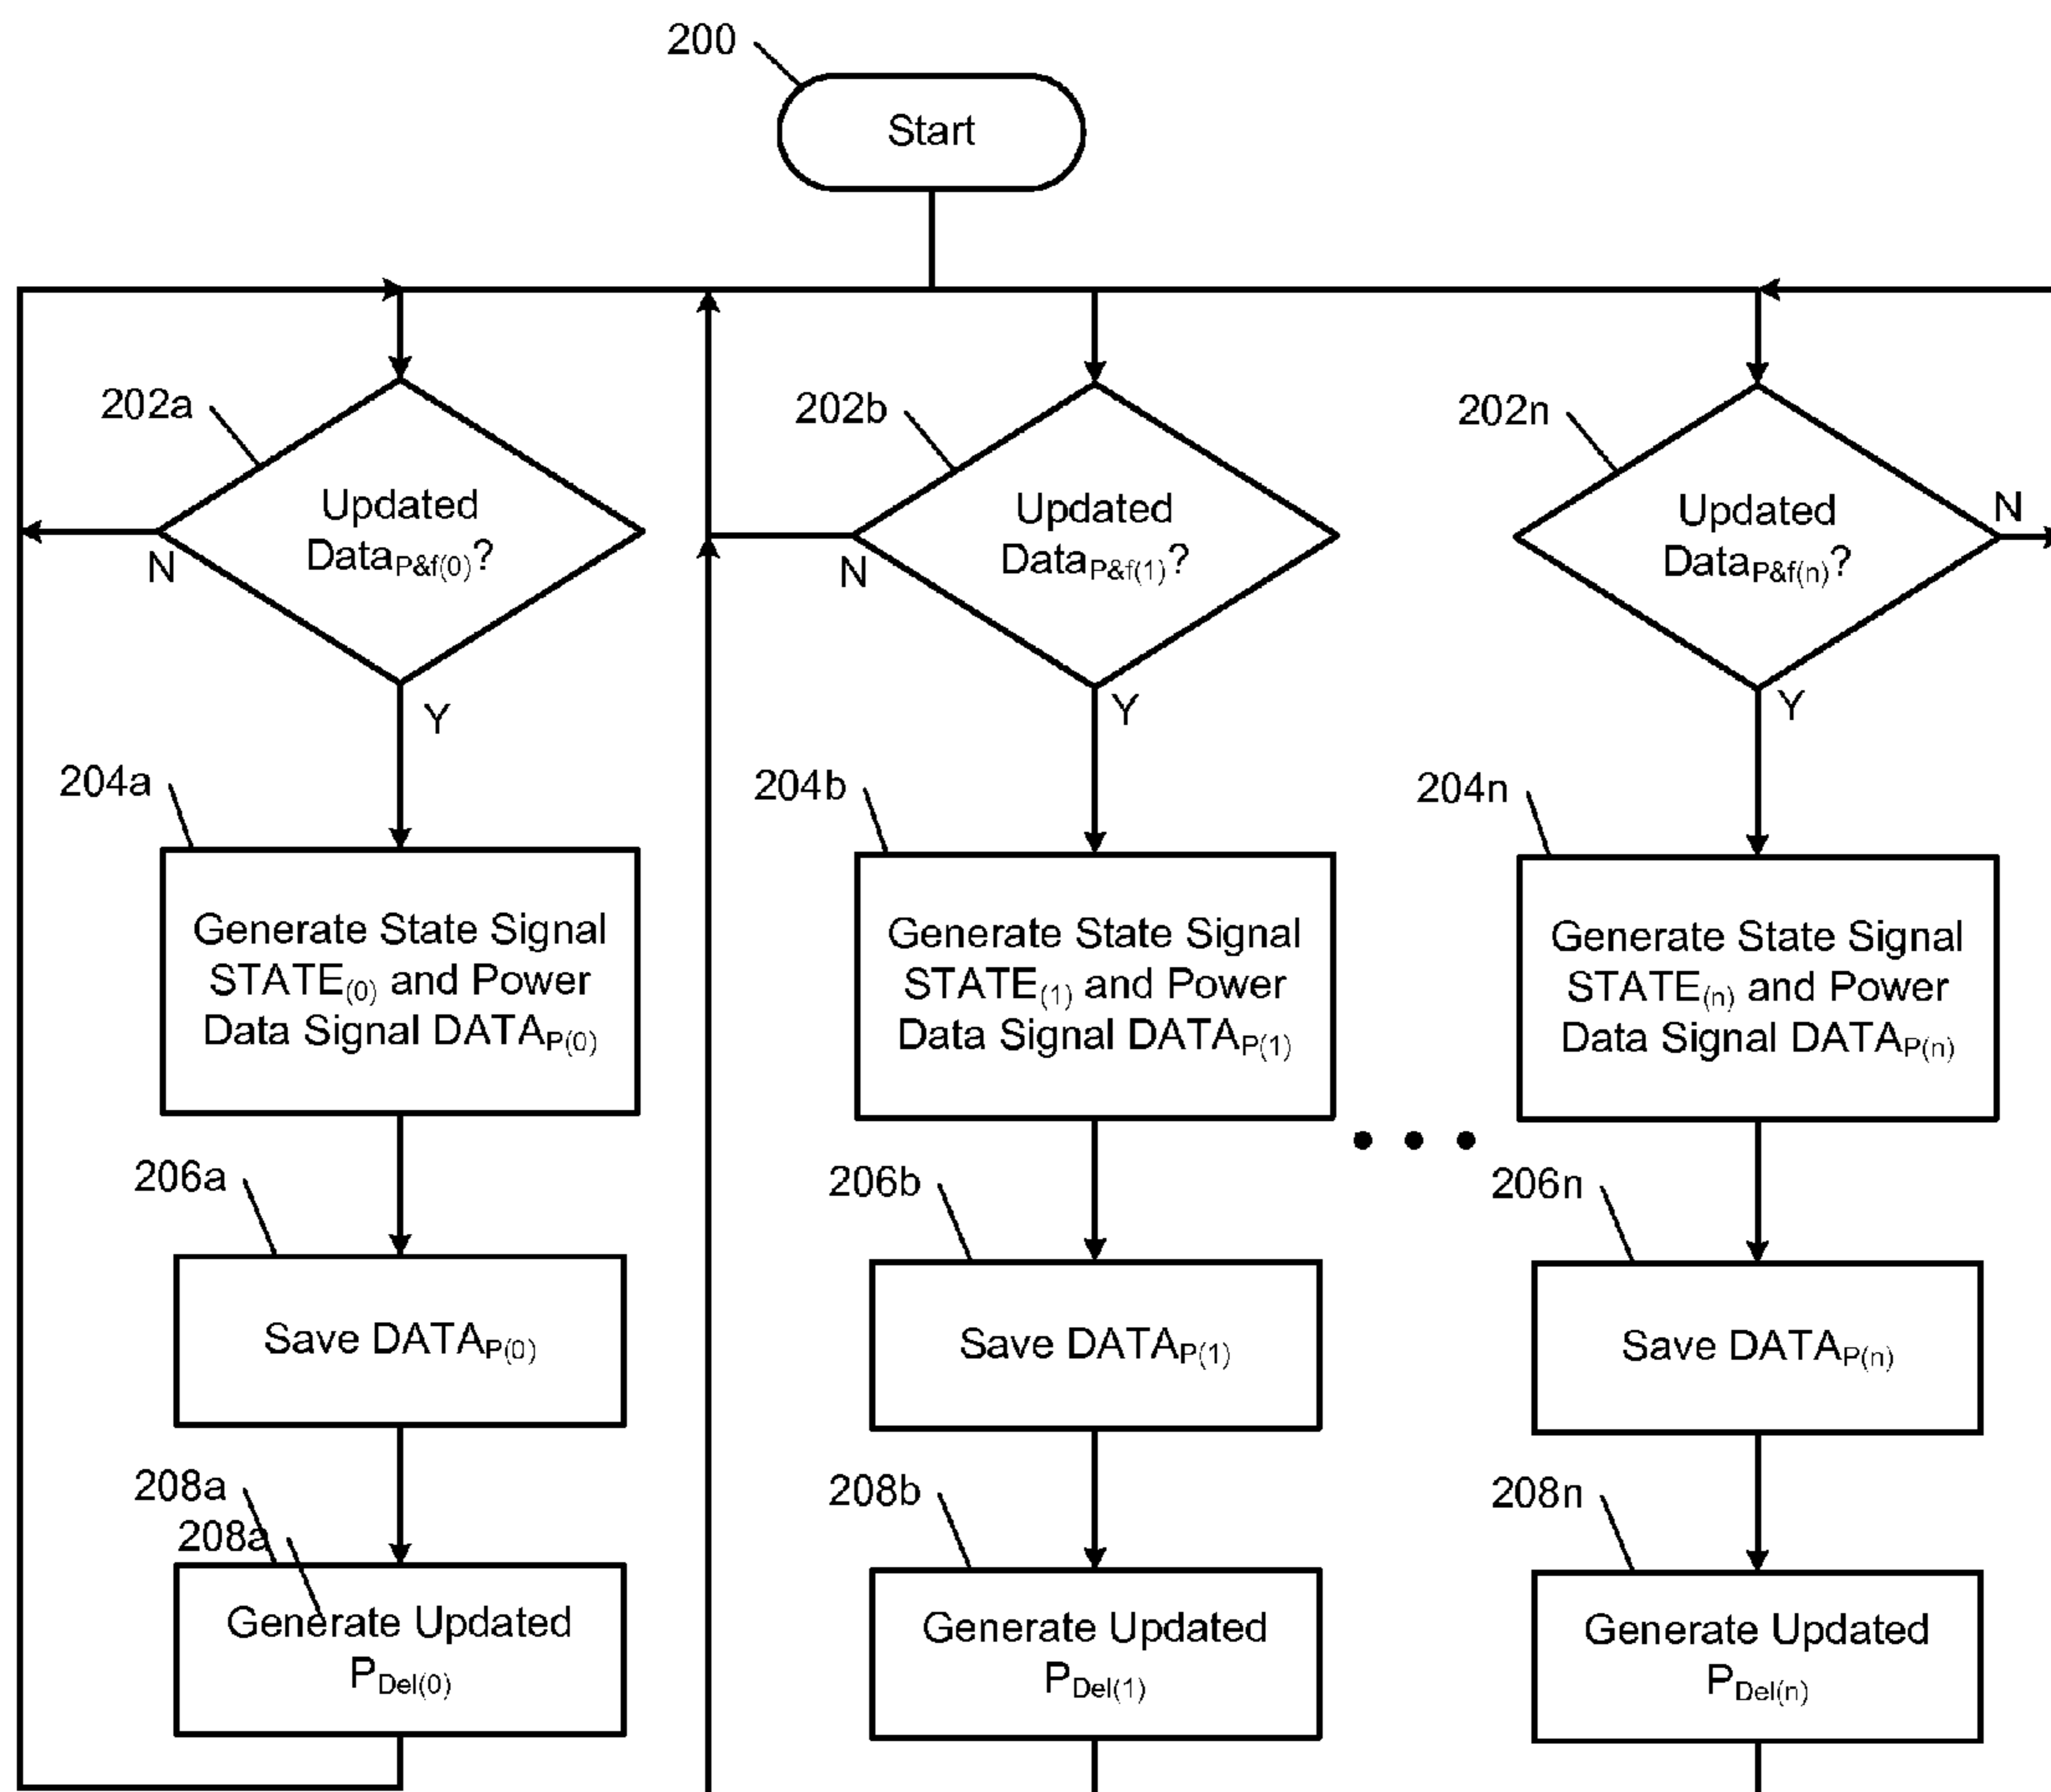 200
Start
202a
Updated
DataP&f(0)?
N
Y
204a
Generate State Signal
STATE(0) and Power
Data Signal DATAP(0)
206a
Save DATAP(0)
208a
208a
Generate Updated
PDel(0)
202b
Updated
DataP&f(1)?
N
Y
204b
Generate State Signal
STATE(1) and Power
Data Signal DATAP(1)
206b
Save DATAP(1)
208b
Generate Updated
PDel(1)
• • •
202n
Updated
DataP&f(n)?
N
Y
204n
Generate State Signal
STATE(n) and Power
Data Signal DATAP(n)
206n
Save DATAP(n)
208n
Generate Updated
PDel(n)